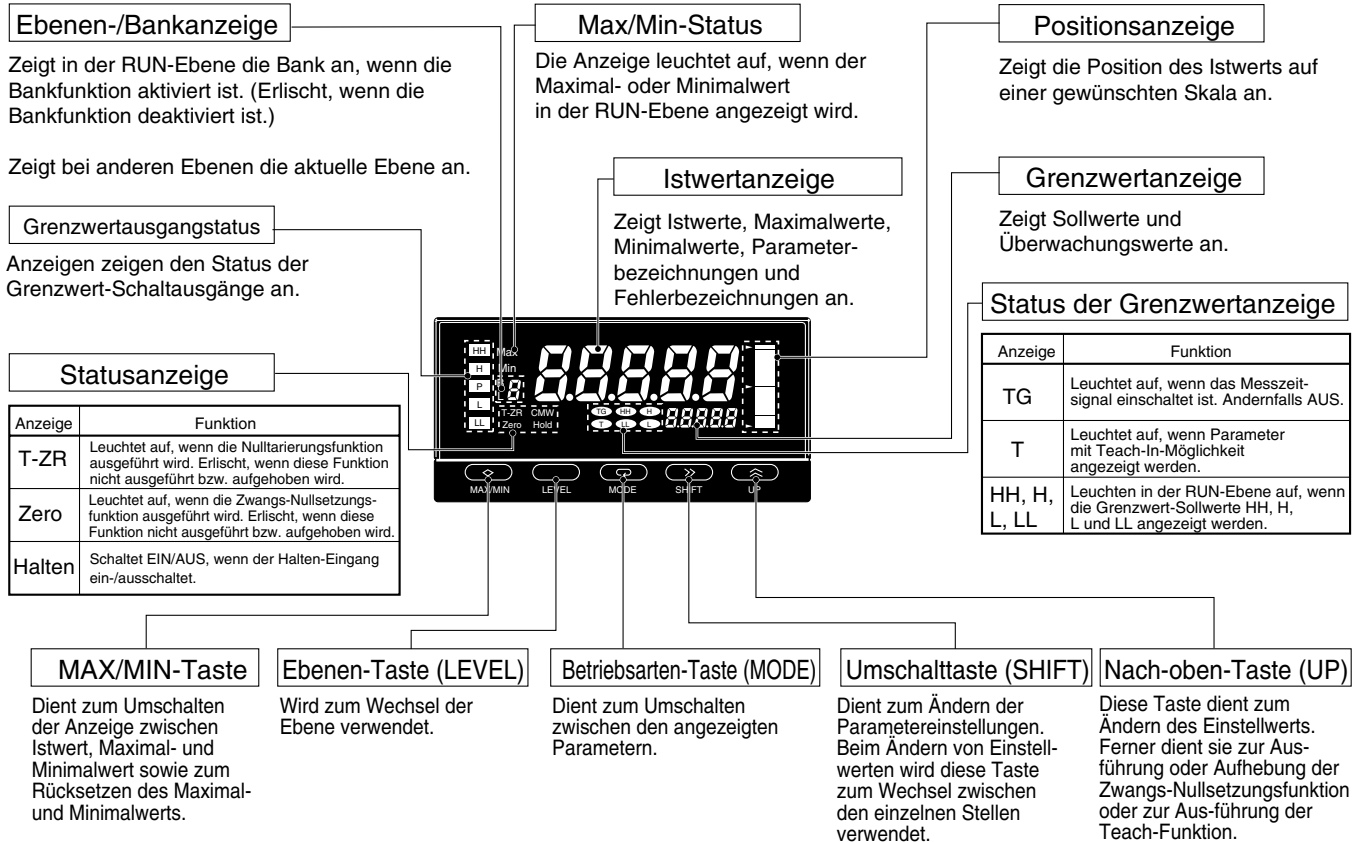 Ebenen-/Bankanzeige
Zeigt in der RUN-Ebene die Bank an, wenn die
Bankfunktion aktiviert ist. (Erlischt, wenn die
Bankfunktion deaktiviert ist.)
Zeigt bei anderen Ebenen die aktuelle Ebene an.
Max/Min-Status
Die Anzeige leuchtet auf, wenn der
Maximal- oder Minimalwert
in der RUN-Ebene angezeigt wird.
Positionsanzeige
Zeigt die Position des Istwerts auf
einer gewünschten Skala an.
Istwertanzeige
Zeigt Istwerte, Maximalwerte,
Minimalwerte, Parameter-
bezeichnungen und
Fehlerbezeichnungen an.
Grenzwertanzeige
Zeigt Sollwerte und
Überwachungswerte an.
Grenzwertausgangstatus
Anzeigen zeigen den Status der
Grenzwert-Schaltausgänge an.
Status der Grenzwertanzeige
Anzeige Funktion
TG Leuchtet auf, wenn das Messzeit-
signal einschaltet ist. Andernfalls AUS.
T Leuchtet auf, wenn Parameter
mit Teach-In-Möglichkeit
angezeigt werden.
HH, H, Leuchten in der RUN-Ebene auf, wenn
L, LL die Grenzwert-Sollwerte HH, H,
L und LL angezeigt werden.
Statusanzeige
Anzeige Funktion
T-ZR Leuchtet auf, wenn die Nulltarierungsfunktion
ausgeführt wird. Erlischt, wenn diese Funktion
nicht ausgeführt bzw. aufgehoben wird.
Zero Leuchtet auf, wenn die Zwangs-Nullsetzungs-
funktion ausgeführt wird. Erlischt, wenn diese
Funktion nicht ausgeführt bzw. aufgehoben wird.
Halten Schaltet EIN/AUS, wenn der Halten-Eingang
ein-/ausschaltet.
HH Max
H Min
P
L
LL
8.8.8.8.8
T-ZR CMW
Zero Hold
TG HH H
T LL L
88888
MAX/MIN LEVEL MODE SHIFT UP
MAX/MIN-Taste
Dient zum Umschalten
der Anzeige zwischen
Istwert, Maximal- und
Minimalwert sowie zum
Rücksetzen des Maximal-
und Minimalwerts.
Ebenen-Taste (LEVEL)
Wird zum Wechsel der
Ebene verwendet.
Betriebsarten-Taste (MODE)
Dient zum Umschalten
zwischen den angezeigten
Parametern.
Umschalttaste (SHIFT)
Dient zum Ändern der
Parametereinstellungen.
Beim Ändern von Einstell-
werten wird diese Taste
zum Wechsel zwischen
den einzelnen Stellen
verwendet.
Nach-oben-Taste (UP)
Diese Taste dient zum
Ändern des Einstellwerts.
Ferner dient sie zur Aus-
führung oder Aufhebung der
Zwangs-Nullsetzungsfunktion
oder zur Aus-führung der
Teach-Funktion.